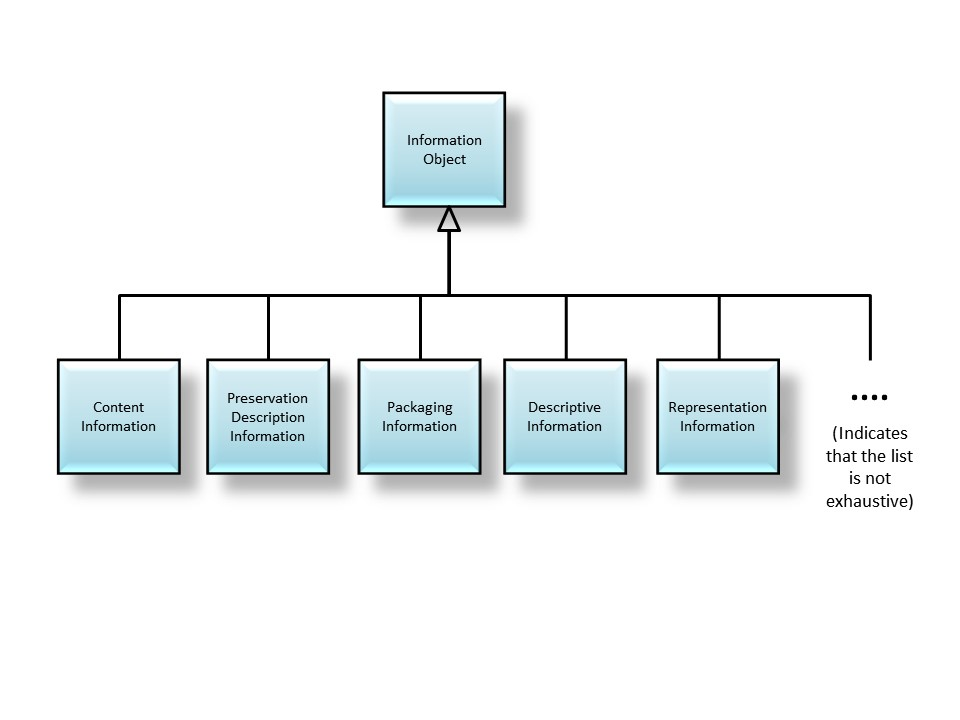 Information
Object
Content
Information
Preservation
Description
Information
Packaging
Information
Descriptive
Information
Representation
Information
....
(Indicates
that the list
is not
exhaustive)